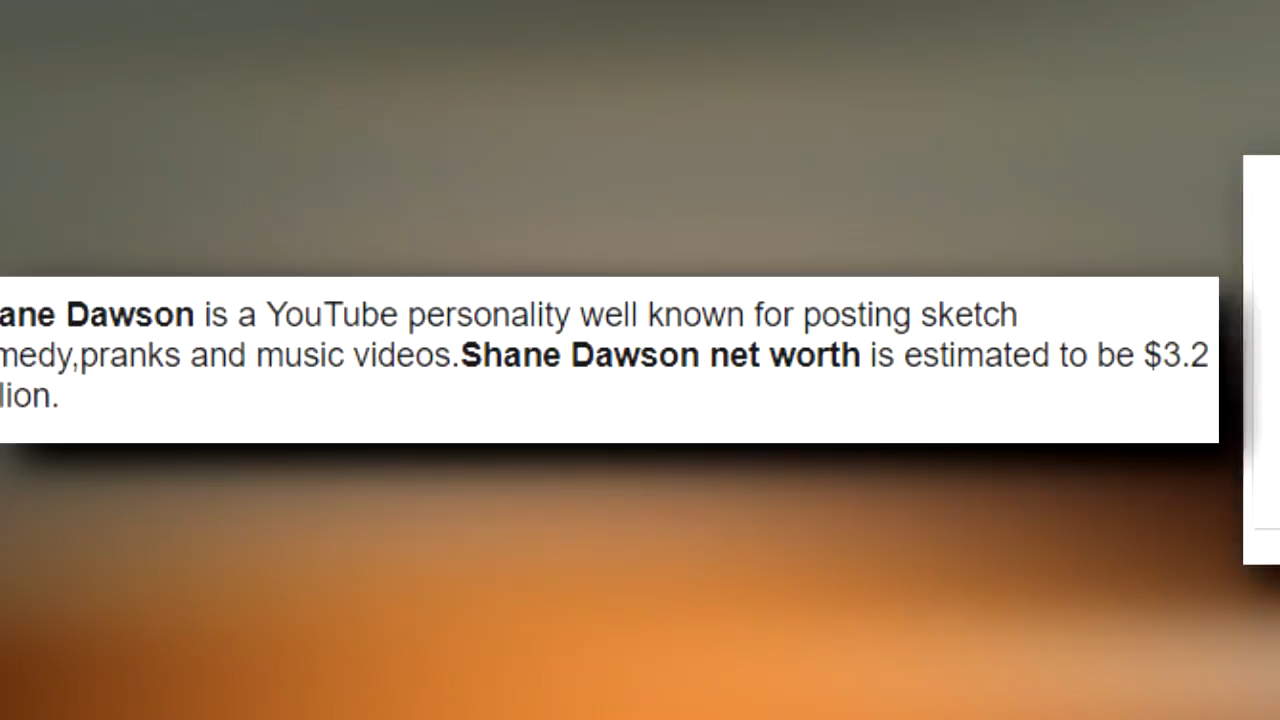 ane Dawson is a YouTube personality well known for posting sketch
medy,pranks and music videos.Shane Dawson net worth is estimated to be $3.2
lion.